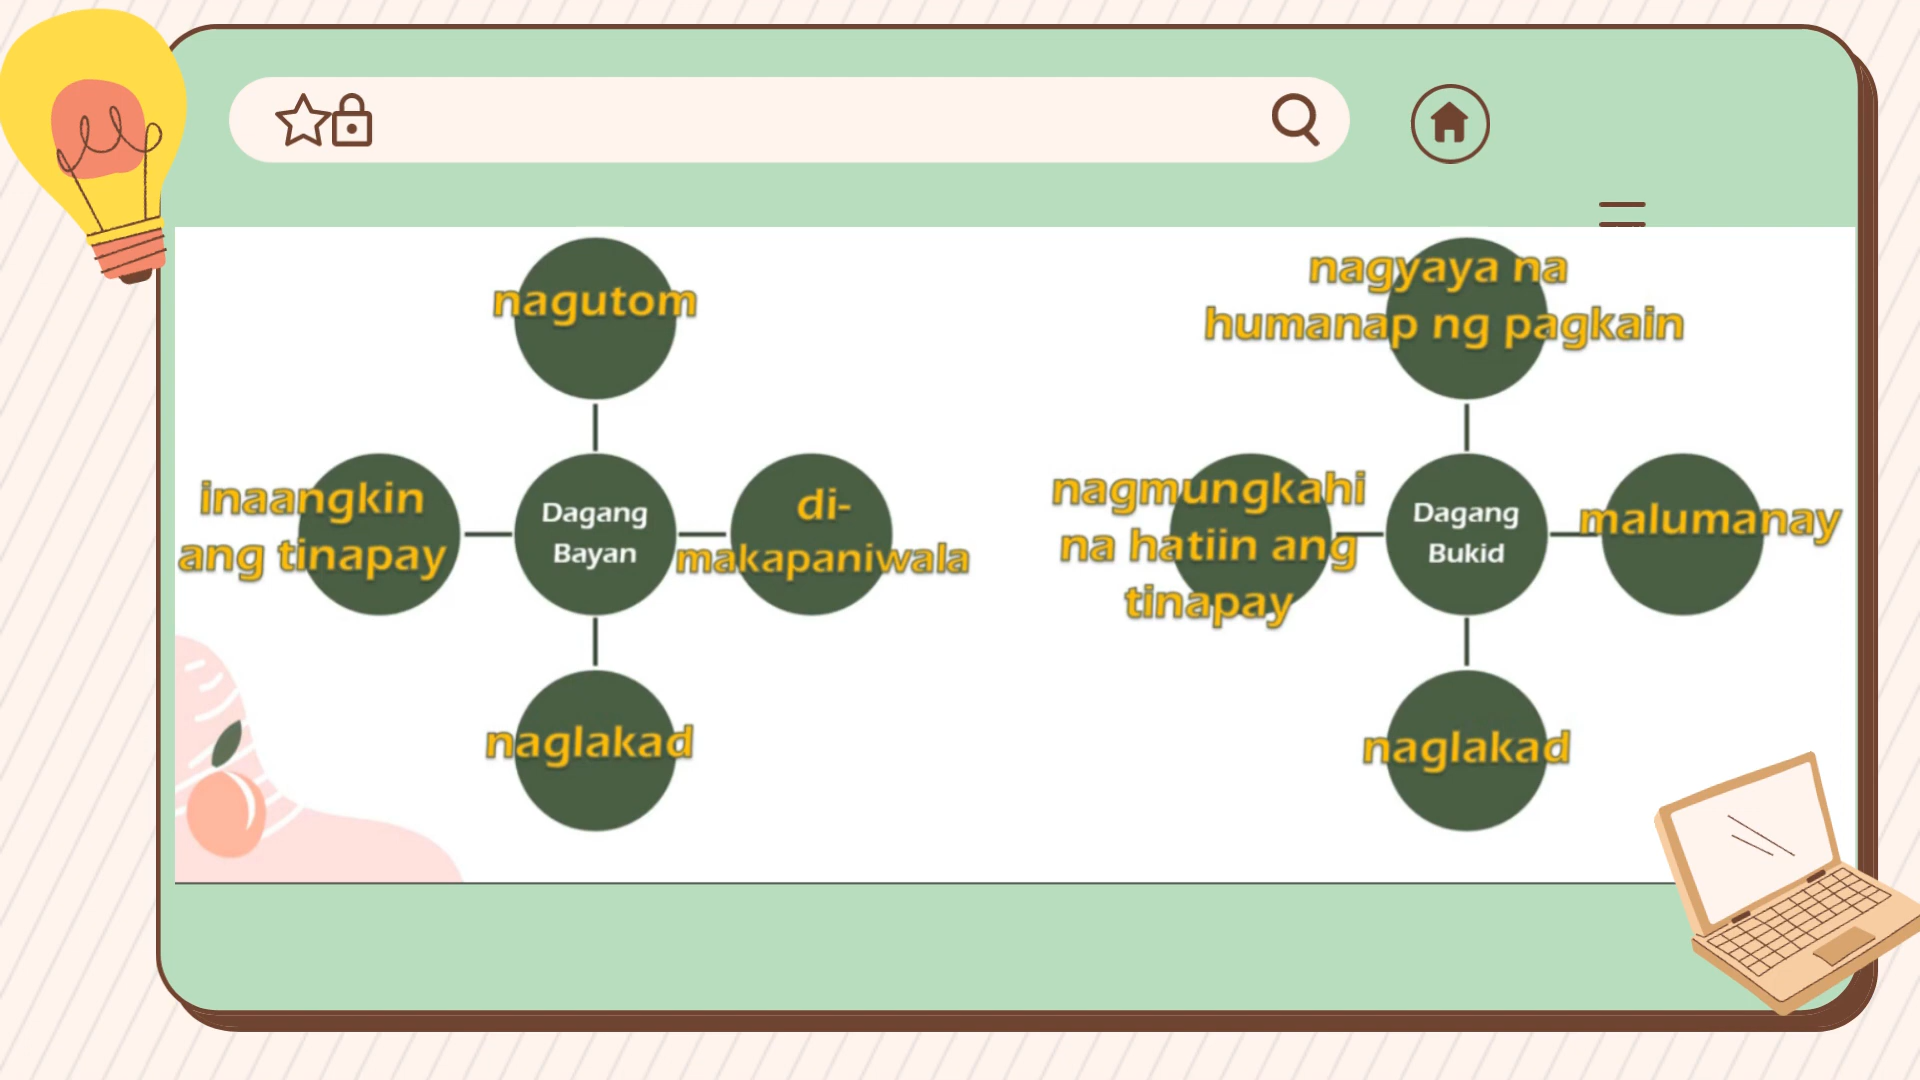 nagutom
inaangkin
ang tinapay
Dagang
Bayan
di-
makapaniwala
naglakad
nagyaya na
humanap ng pagkain
nagmungkahi
na hatiin ang
tinapay
Dagang
Bukid
malumanay
naglakad